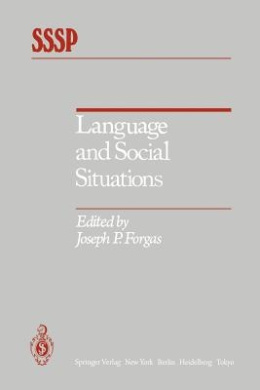 SSSP
Language
and Social
Situations
Edited by
Joseph P. Forgas
Springer-Verlag New York Berlin Heidelberg Tokyo